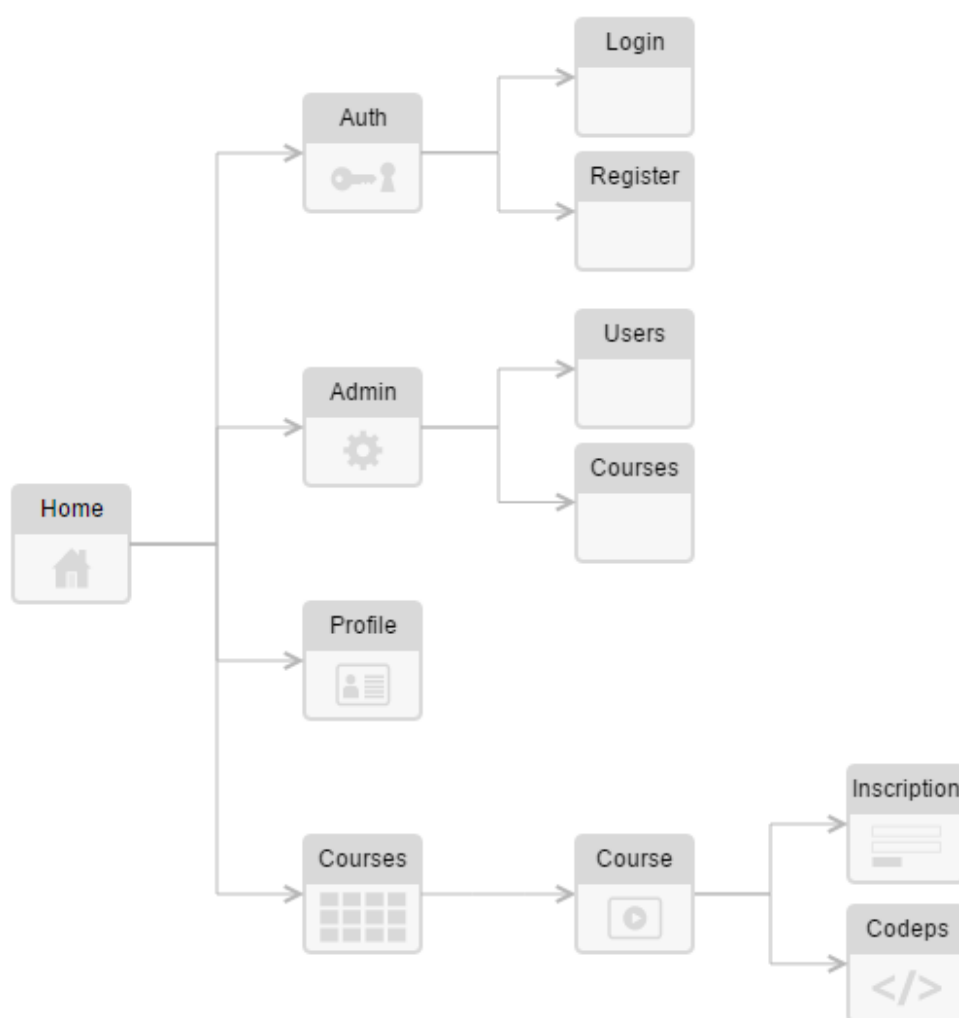 Login
Auth
Register
Users
Admin
Courses
Home
Profile
Inscription
Courses
Course
Codeps